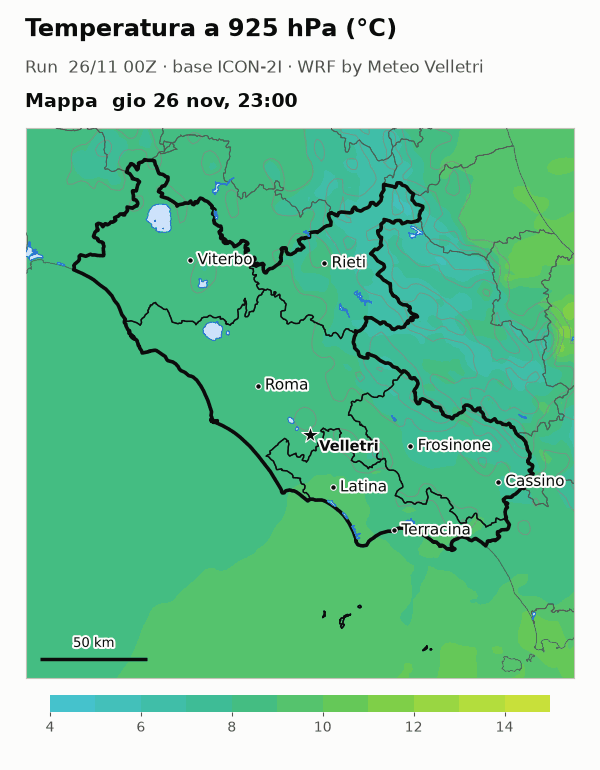 Temperatura a 925 hPa (°C)
Run 26/11 00Z · base ICON-2I · WRF by Meteo Velletri
Mappa gio 26 nov, 23:00
Viterbo
Rieti
Roma
Velletri
Frosinone
Latina
Cassino
Terracina
50 km
4 6 8 10 12 14